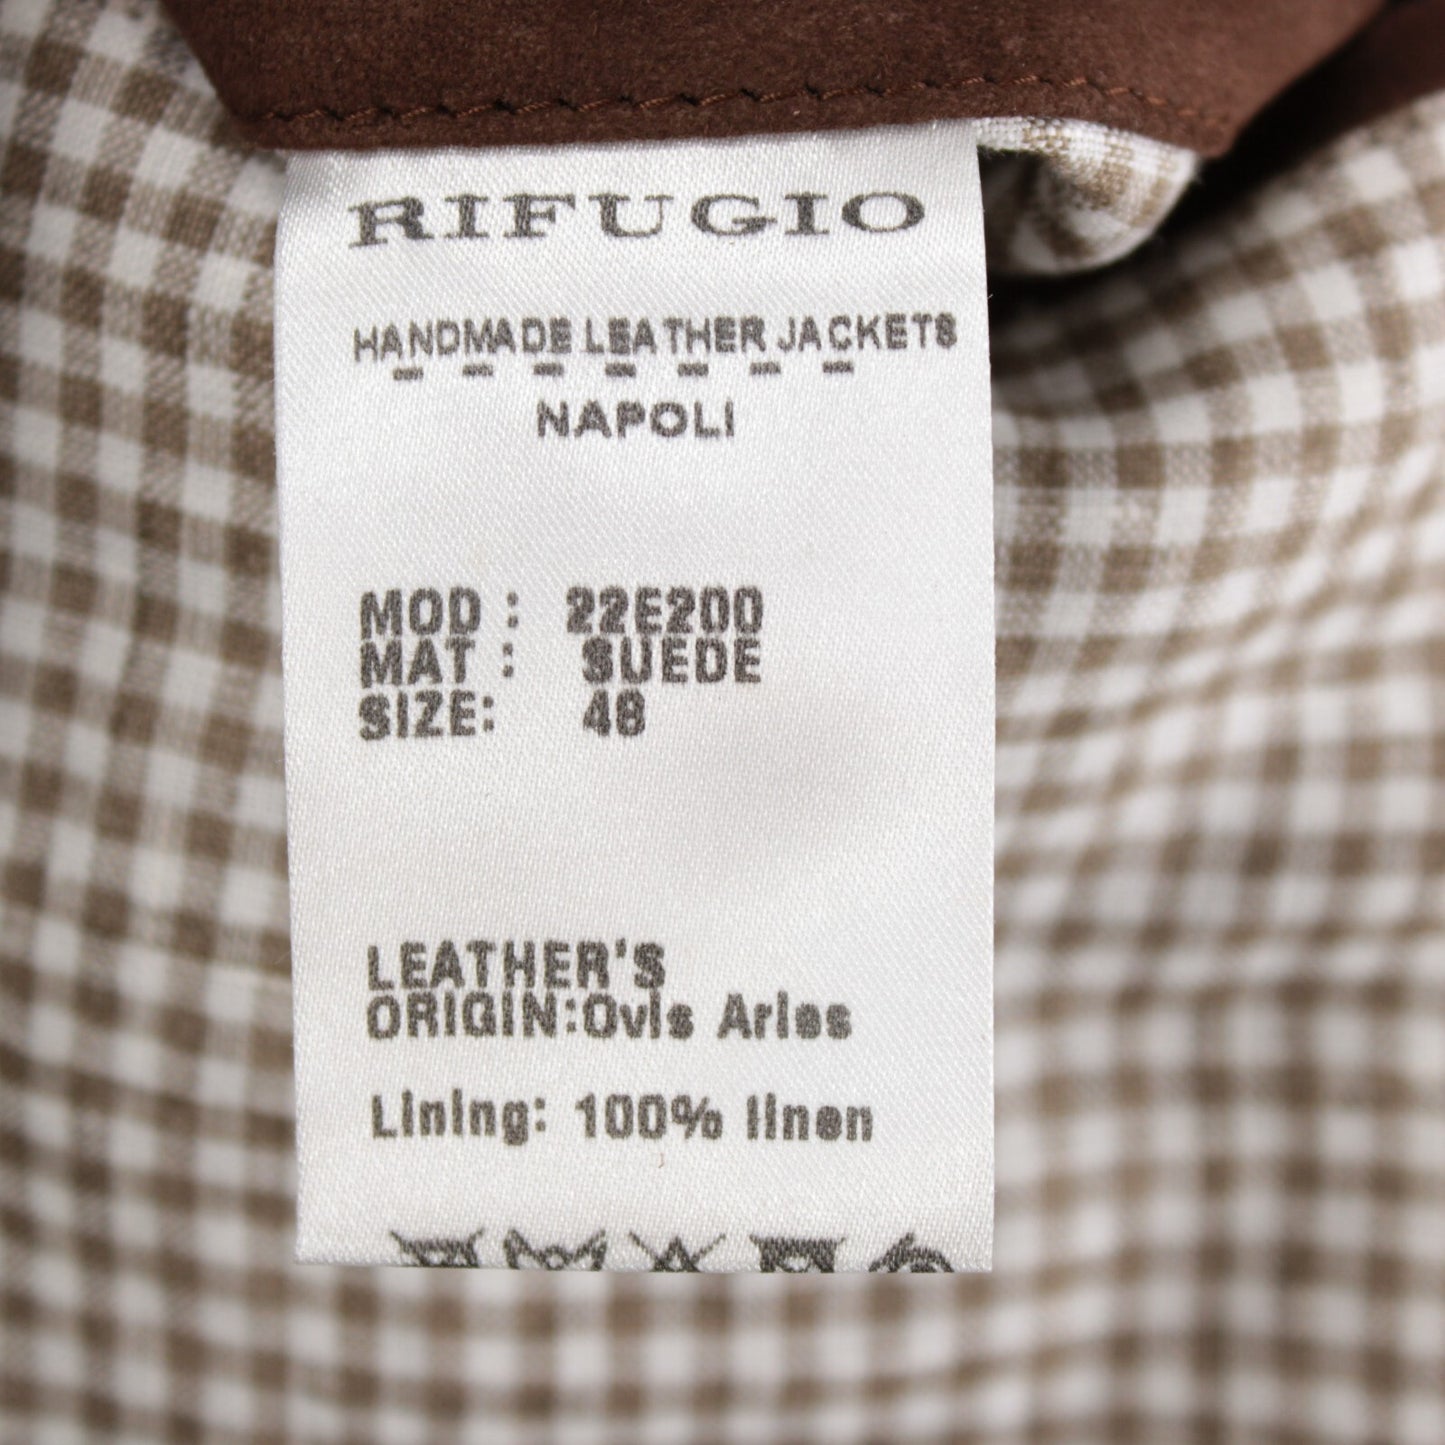 RIFUGIO
HANDMADE LEATHER JACKETS
NAPOLI
MOD : 22E200
MAT : SUEDE
SIZE: 48
LEATHER'S
ORIGIN:Ovis Aries
Lining: 100% linen